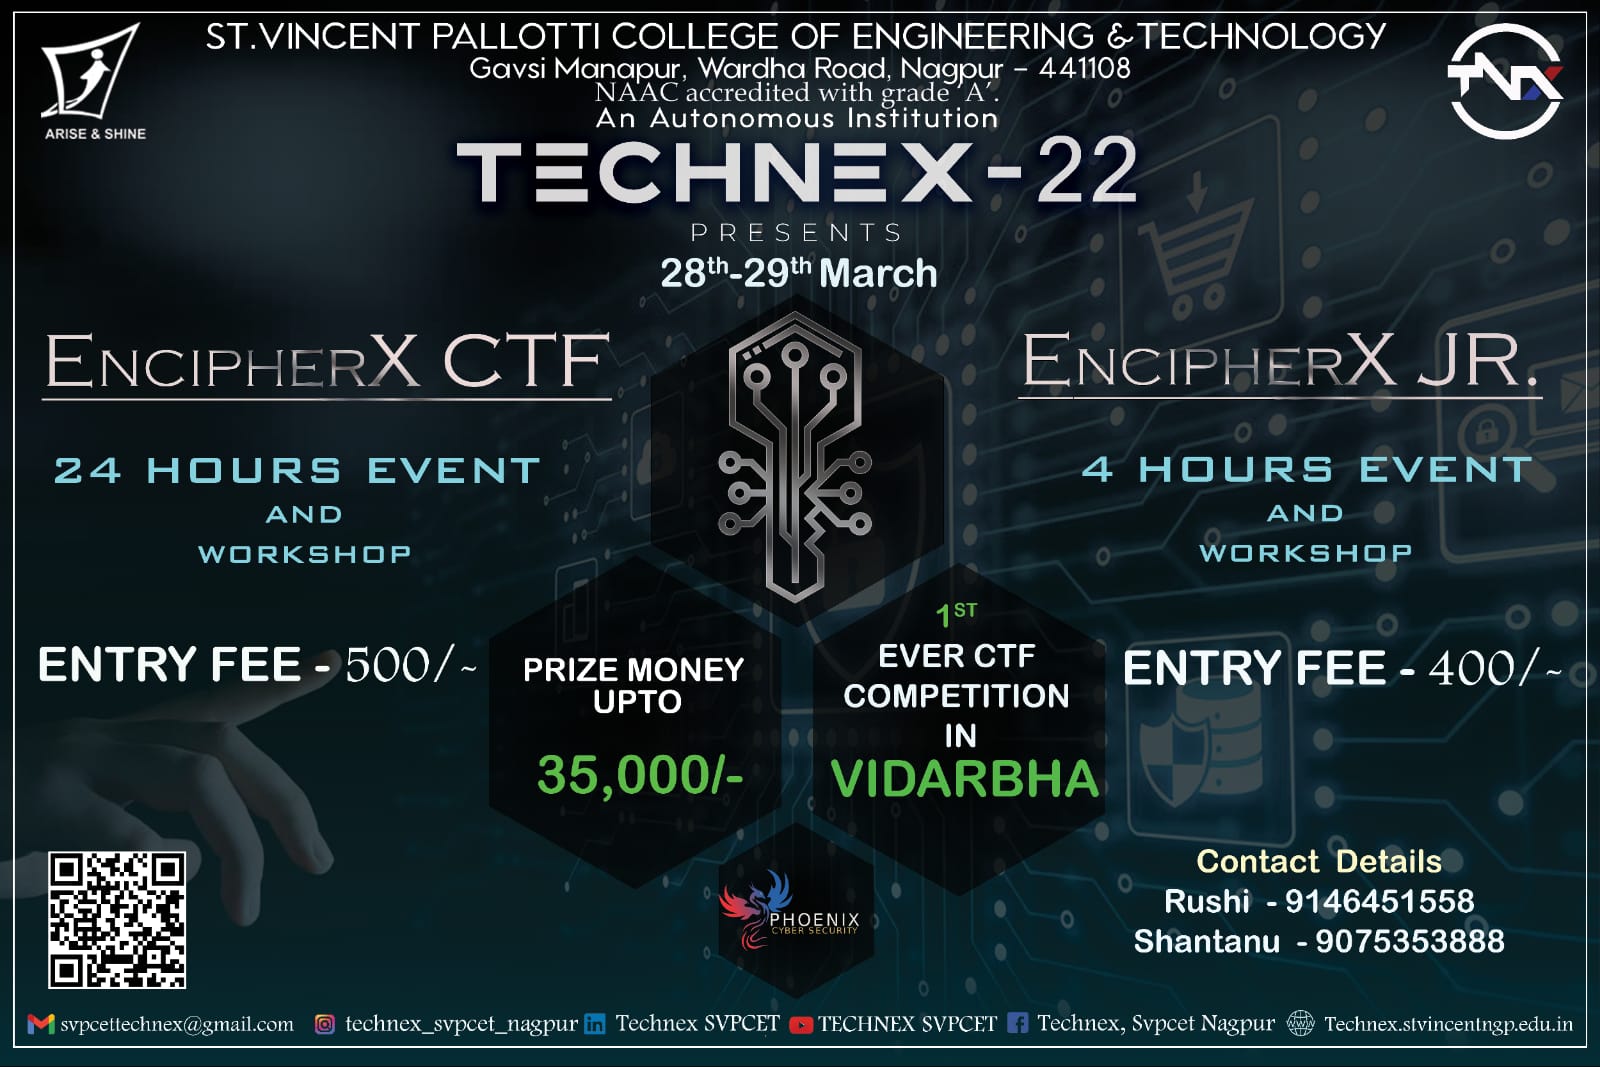 ST.VINCENT PALLOTTI COLLEGE OF ENGINEERING & TECHNOLOGY
Gavsi Manapur, Wardha Road, Nagpur – 441108
NAAC accredited with grade 'A'.
An Autonomous Institution
ARISE & SHINE
TNX
TECHNEX-22
PRESENTS
28th-29th March
ENCIPHERX CTF
24 HOURS EVENT
AND
WORKSHOP
ENTRY FEE - 500/~
ENCIPHERX JR.
4 HOURS EVENT
AND
WORKSHOP
ENTRY FEE - 400/~
PRIZE MONEY
UPTO
35,000/-
1ST
EVER CTF
COMPETITION
IN
VIDARBHA
PHOENIX
CYBER SECURITY
Contact Details
Rushi - 9146451558
Shantanu - 9075353888
svpcettechnex@gmail.com technex_svpcet_nagpur in Technex SVPCET TECHNEX SVPCET f Technex, Svpcet Nagpur www Technex.stvincentngp.edu.in